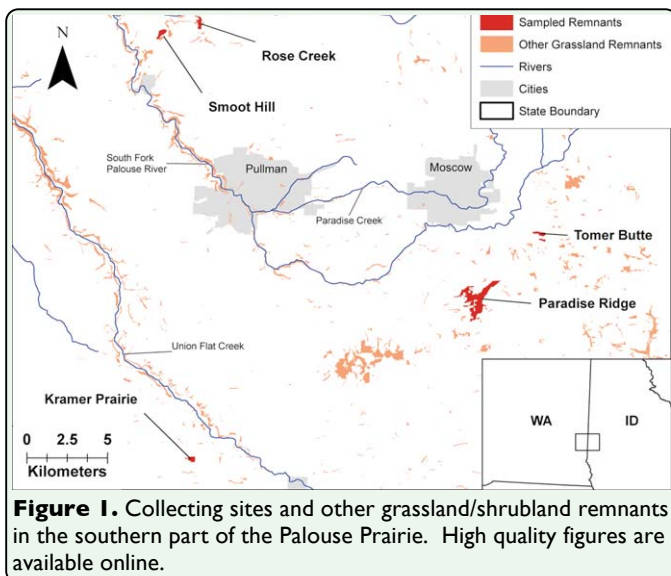 N
Rose Creek
Smoot Hill
Sampled Remnants
Other Grassland Remnants
Rivers
Cities
State Boundary
South Fork
Palouse River
Pullman
Moscow
Paradise Creek
Tomer Butte
Paradise Ridge
Union Flat Creek
Kramer Prairie
0 2.5 5
Kilometers
WA ID
Figure 1. Collecting sites and other grassland/shrubland remnants
in the southern part of the Palouse Prairie. High quality figures are
available online.